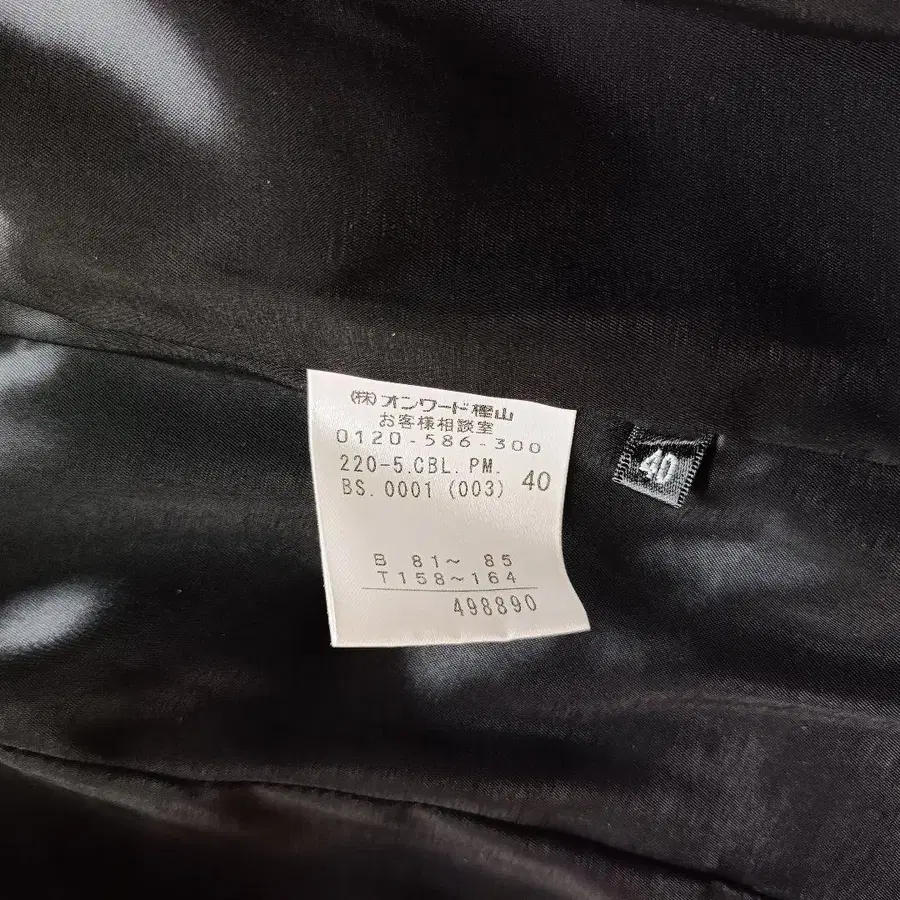 (株)オンワード樫山
お客様相談室
0120-586-300
220-5.CBL.PM.
BS.0001 (003) 40
B 81～ 85
T158～164
498890
40